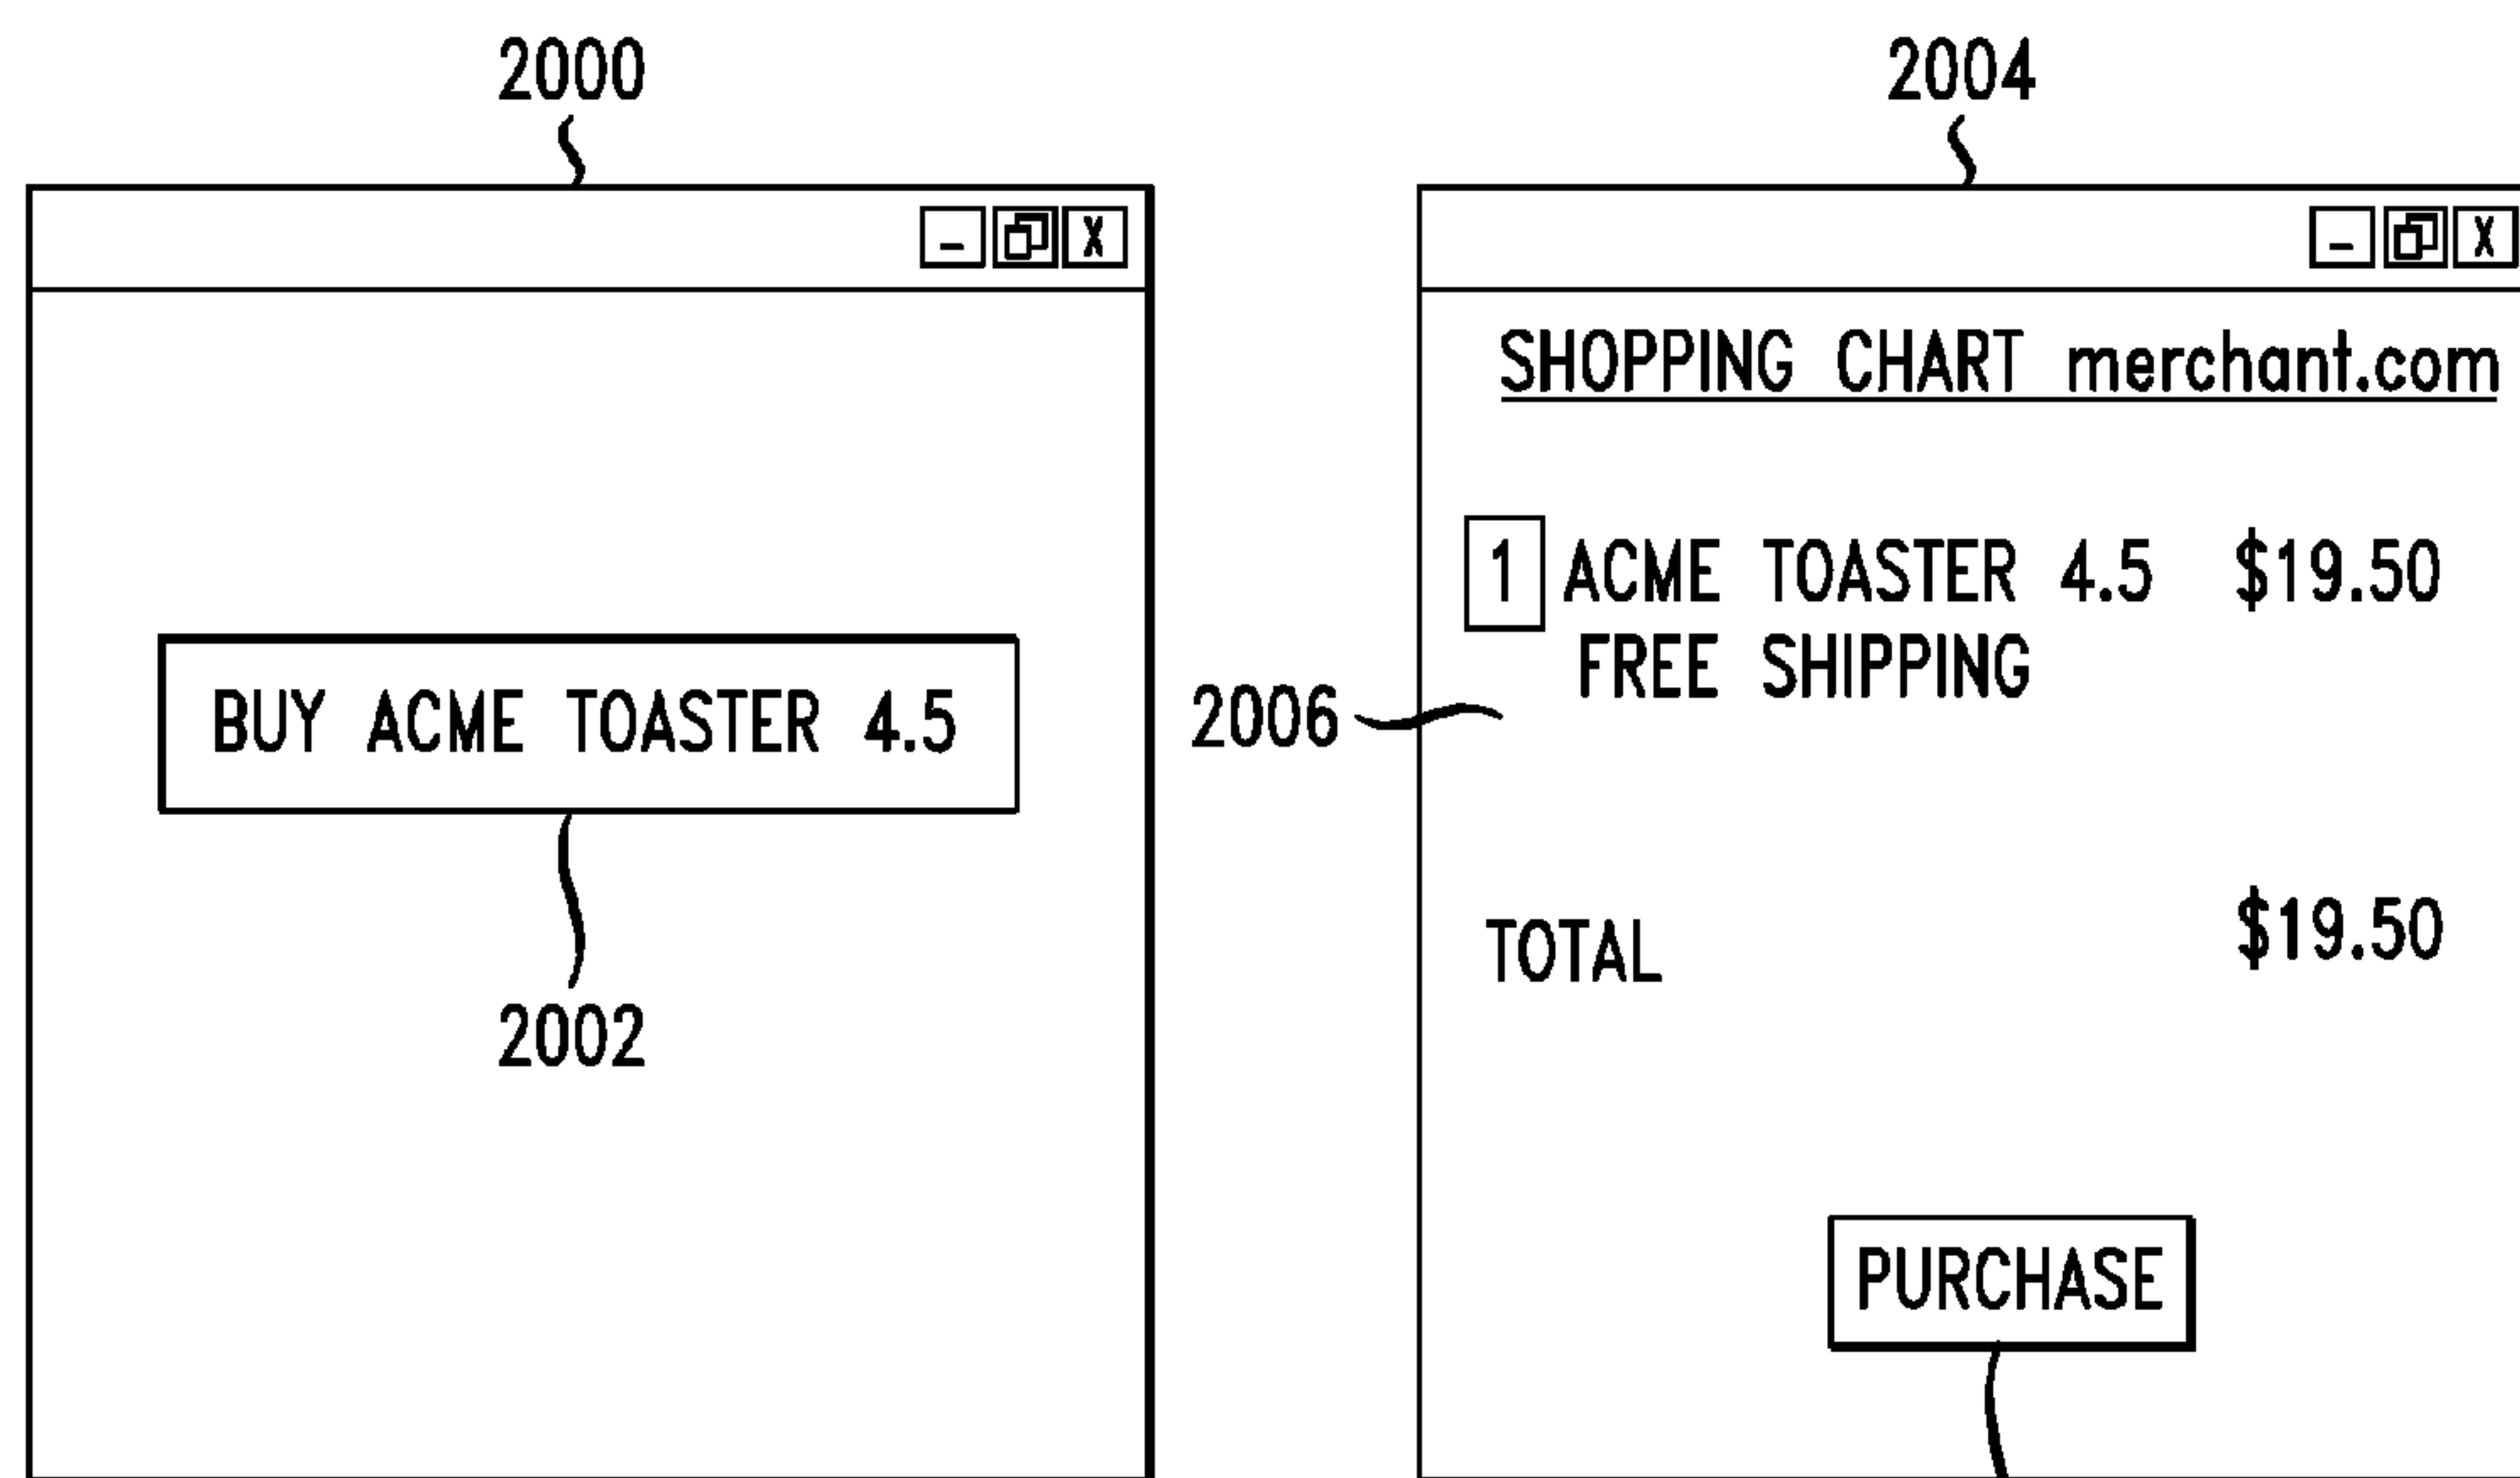 2000
2004
_ X
_ X
SHOPPING CHART merchant.com
1 ACME TOASTER 4.5 $19.50
FREE SHIPPING
BUY ACME TOASTER 4.5
2006
TOTAL $19.50
2002
PURCHASE